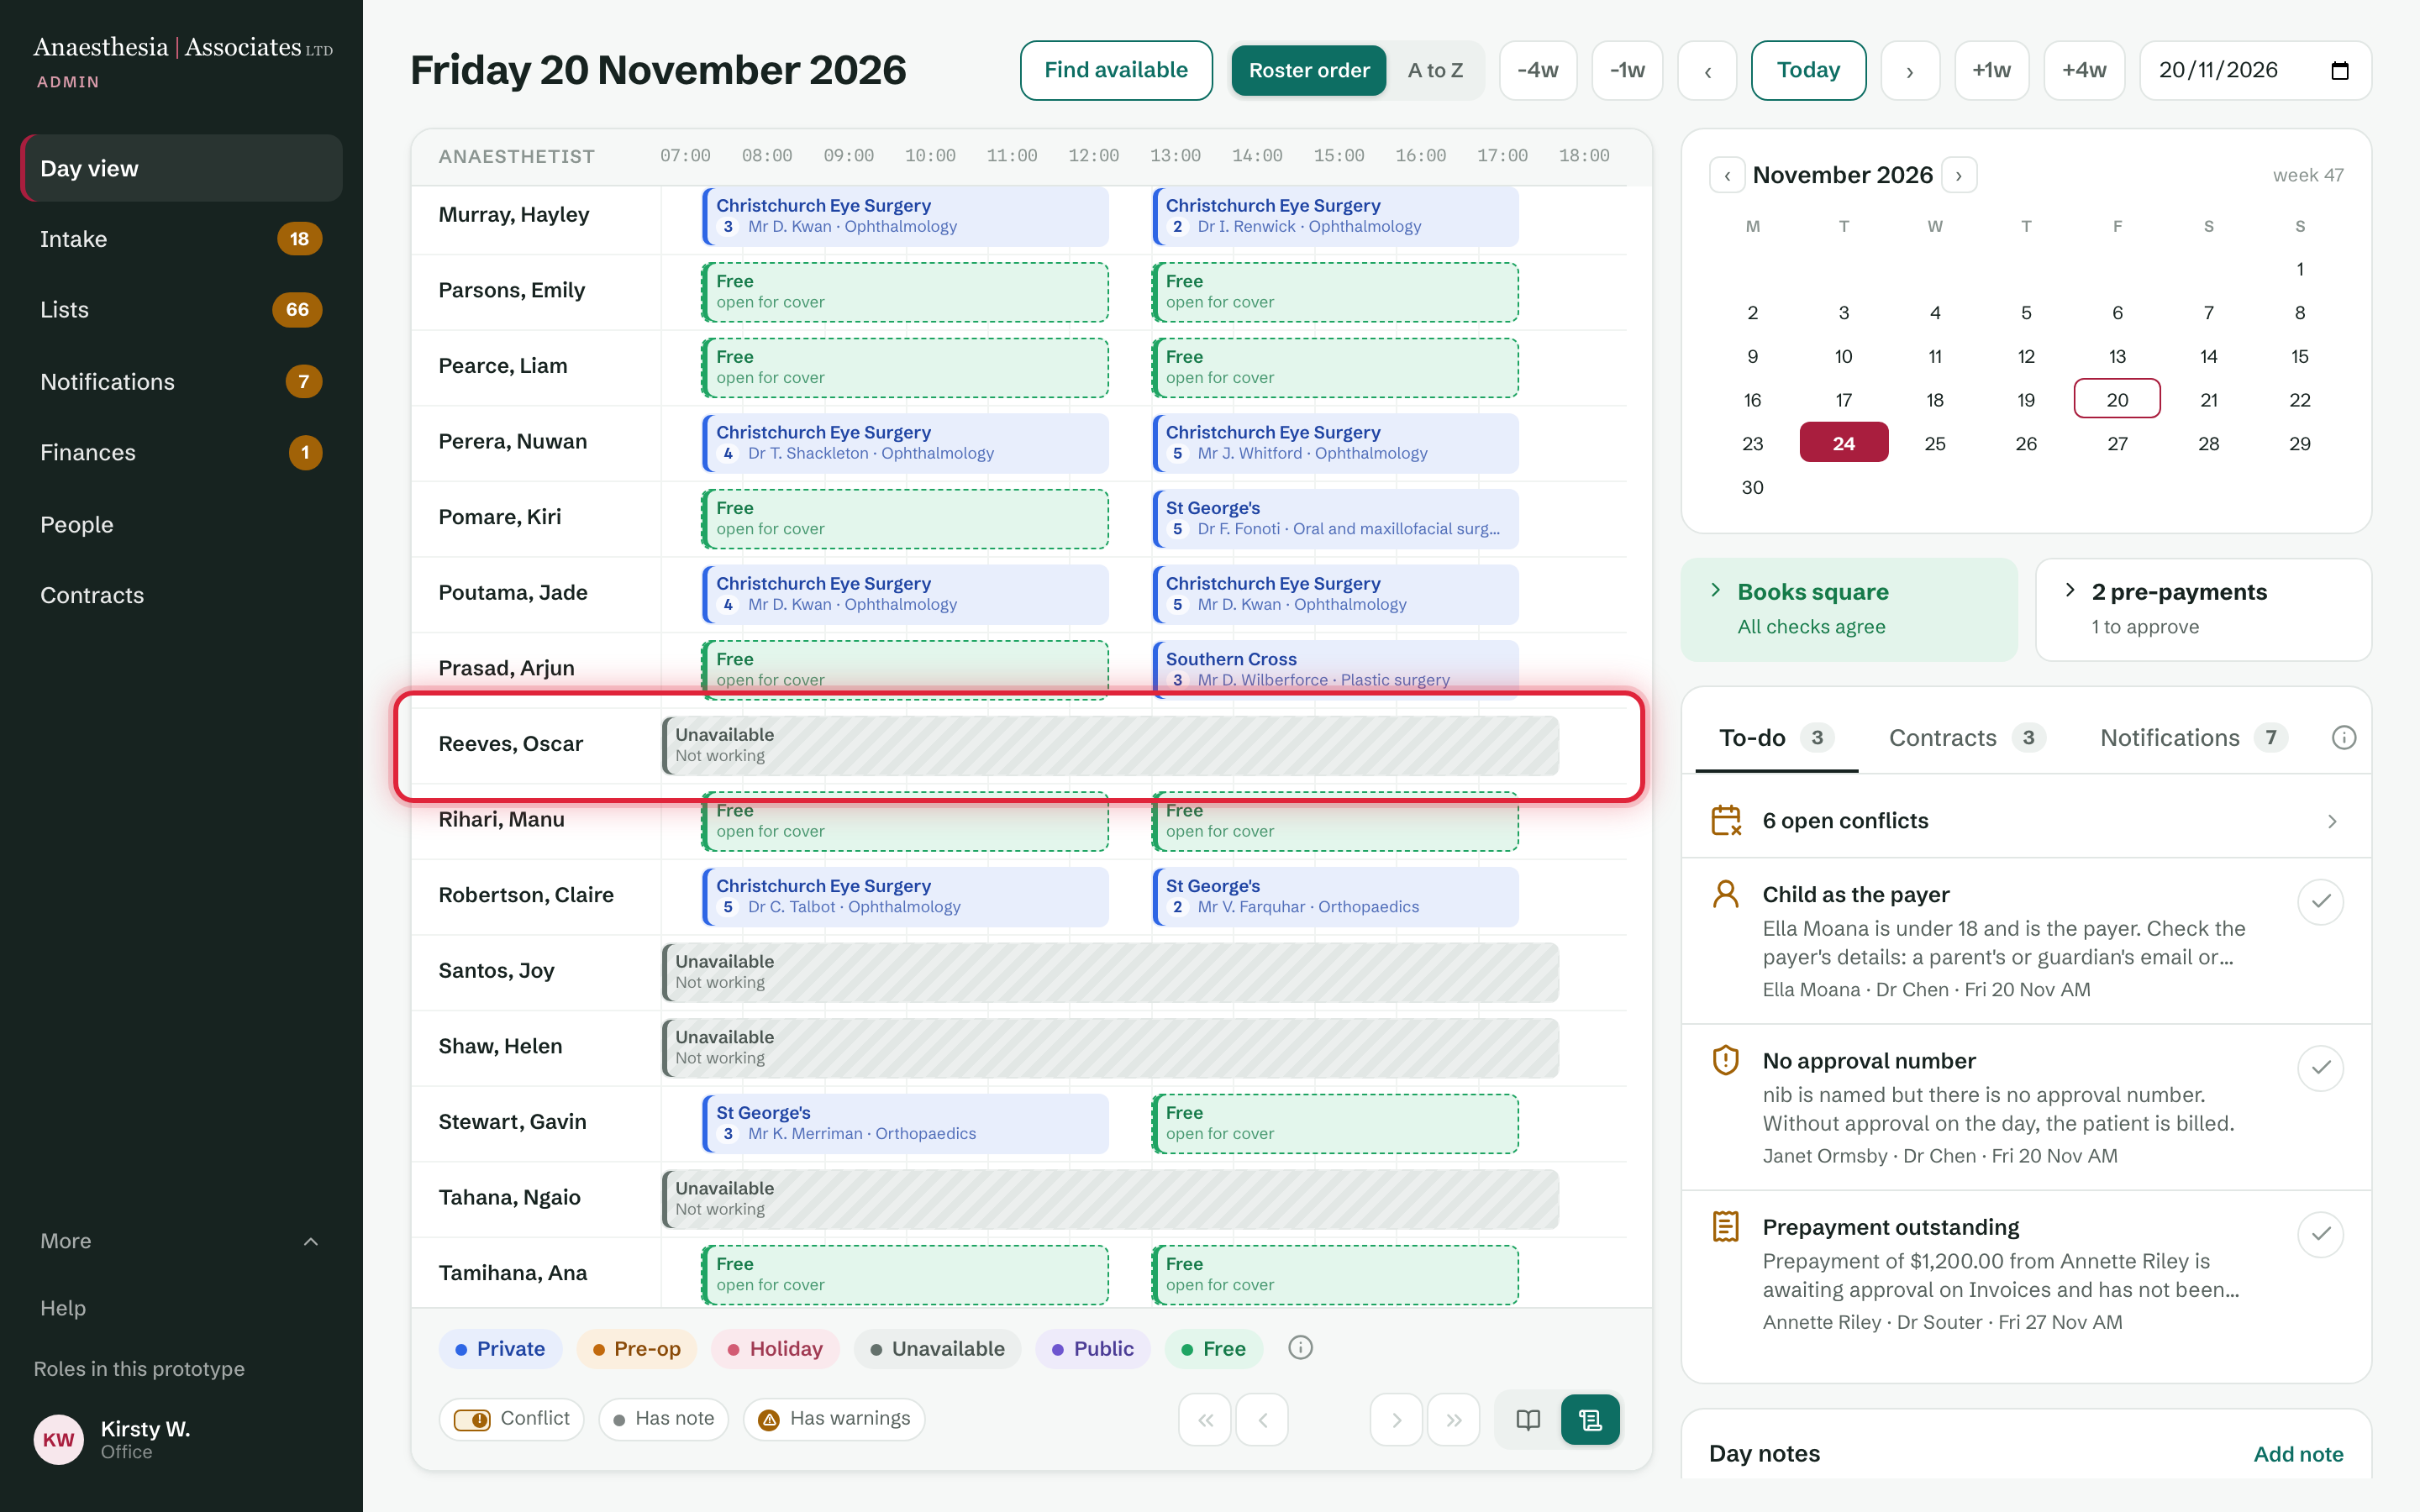 Anaesthesia | Associates LTD
ADMIN
Day view
Intake 18
Lists 66
Notifications 7
Finances 1
People
Contracts
More
Help
Roles in this prototype
KW
Kirsty W.
Office
Friday 20 November 2026
Find available
Roster order
A to Z
-4w
-1w
‹
Today
›
+1w
+4w
20/11/2026
ANAESTHETIST 07:00 08:00 09:00 10:00 11:00 12:00 13:00 14:00 15:00 16:00 17:00 18:00
Murray, Hayley
Christchurch Eye Surgery
3 Mr D. Kwan · Ophthalmology
Christchurch Eye Surgery
2 Dr I. Renwick · Ophthalmology
Parsons, Emily
Free
open for cover
Free
open for cover
Pearce, Liam
Free
open for cover
Free
open for cover
Perera, Nuwan
Christchurch Eye Surgery
4 Dr T. Shackleton · Ophthalmology
Christchurch Eye Surgery
5 Mr J. Whitford · Ophthalmology
Pomare, Kiri
Free
open for cover
St George's
5 Dr F. Fonoti · Oral and maxillofacial surg...
Poutama, Jade
Christchurch Eye Surgery
4 Mr D. Kwan · Ophthalmology
Christchurch Eye Surgery
5 Mr D. Kwan · Ophthalmology
Prasad, Arjun
Free
open for cover
Southern Cross
3 Mr D. Wilberforce · Plastic surgery
Reeves, Oscar
Unavailable
Not working
Rihari, Manu
Free
open for cover
Free
open for cover
Robertson, Claire
Christchurch Eye Surgery
5 Dr C. Talbot · Ophthalmology
St George's
2 Mr V. Farquhar · Orthopaedics
Santos, Joy
Unavailable
Not working
Shaw, Helen
Unavailable
Not working
Stewart, Gavin
St George's
3 Mr K. Merriman · Orthopaedics
Free
open for cover
Tahana, Ngaio
Unavailable
Not working
Tamihana, Ana
Free
open for cover
Free
open for cover
Private
Pre-op
Holiday
Unavailable
Public
Free
Conflict
Has note
Has warnings
« ‹ › »
‹ November 2026 › week 47
M T W T F S S
1
2 3 4 5 6 7 8
9 10 11 12 13 14 15
16 17 18 19 20 21 22
23 24 25 26 27 28 29
30
Books square
All checks agree
2 pre-payments
1 to approve
To-do 3
Contracts 3
Notifications 7
6 open conflicts
Child as the payer
Ella Moana is under 18 and is the payer. Check the
payer's details: a parent's or guardian's email or...
Ella Moana · Dr Chen · Fri 20 Nov AM
No approval number
nib is named but there is no approval number.
Without approval on the day, the patient is billed.
Janet Ormsby · Dr Chen · Fri 20 Nov AM
Prepayment outstanding
Prepayment of $1,200.00 from Annette Riley is
awaiting approval on Invoices and has not been...
Annette Riley · Dr Souter · Fri 27 Nov AM
Day notes
Add note